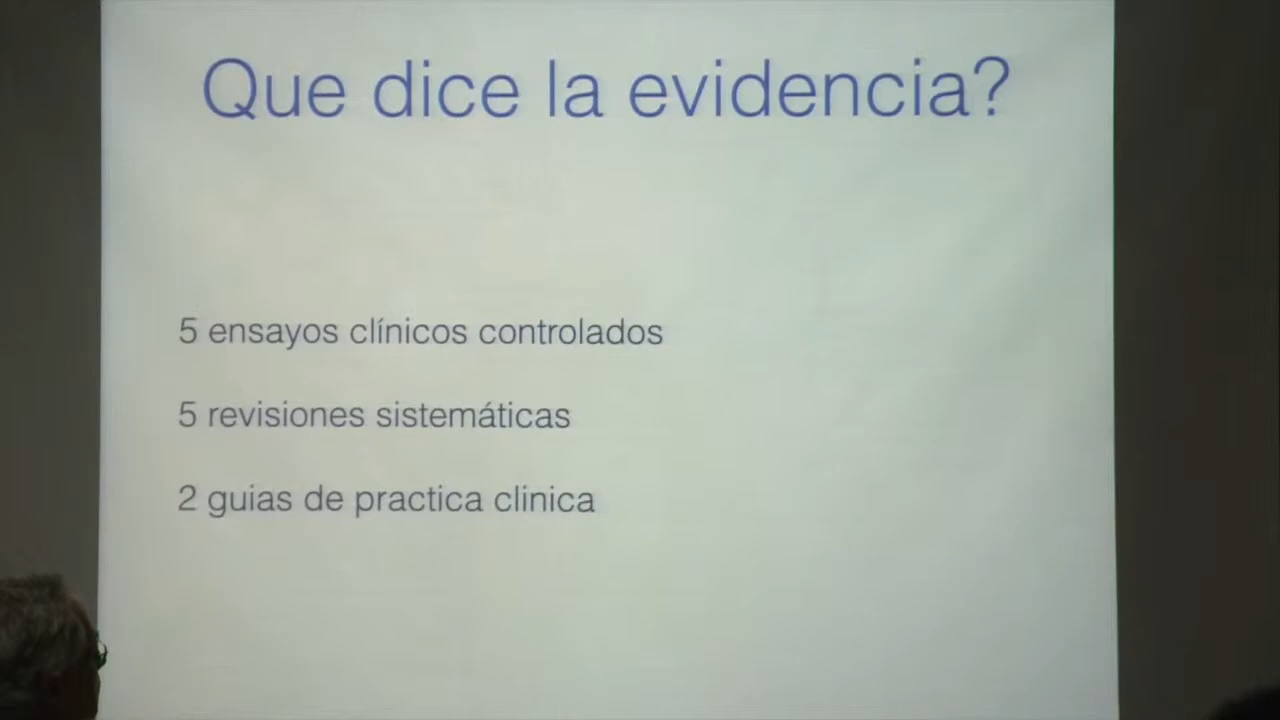 Que dice la evidencia?
5 ensayos clínicos controlados
5 revisiones sistemáticas
2 guias de practica clinica